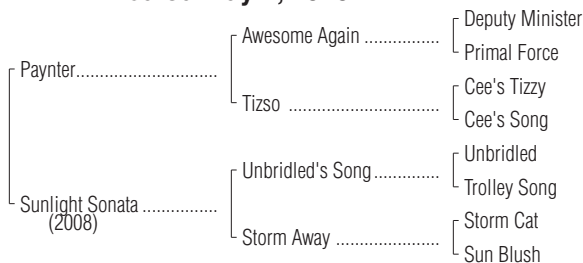 Deputy Minister
Awesome Again ................
Primal Force
Paynter..............................
Cee's Tizzy
Tizso ................................
Cee's Song
Unbridled
Unbridled's Song..............
Trolley Song
Sunlight Sonata ................
(2008)
Storm Cat
Storm Away ......................
Sun Blush